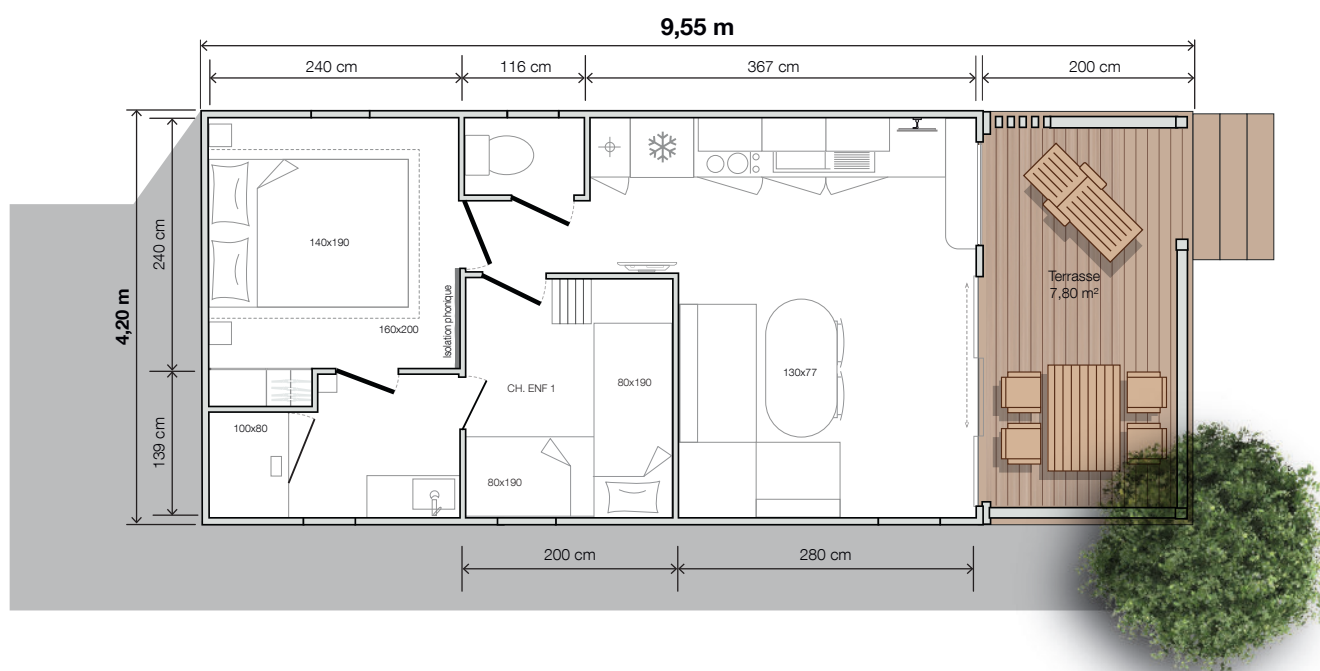 9,55 m
240 cm
116 cm
367 cm
200 cm
4,20 m
240 cm
139 cm
140x190
160x200
Isolation phonique
Terrasse
7,80 m²
130x77
CH. ENF 1
80x190
100x80
80x190
200 cm
280 cm